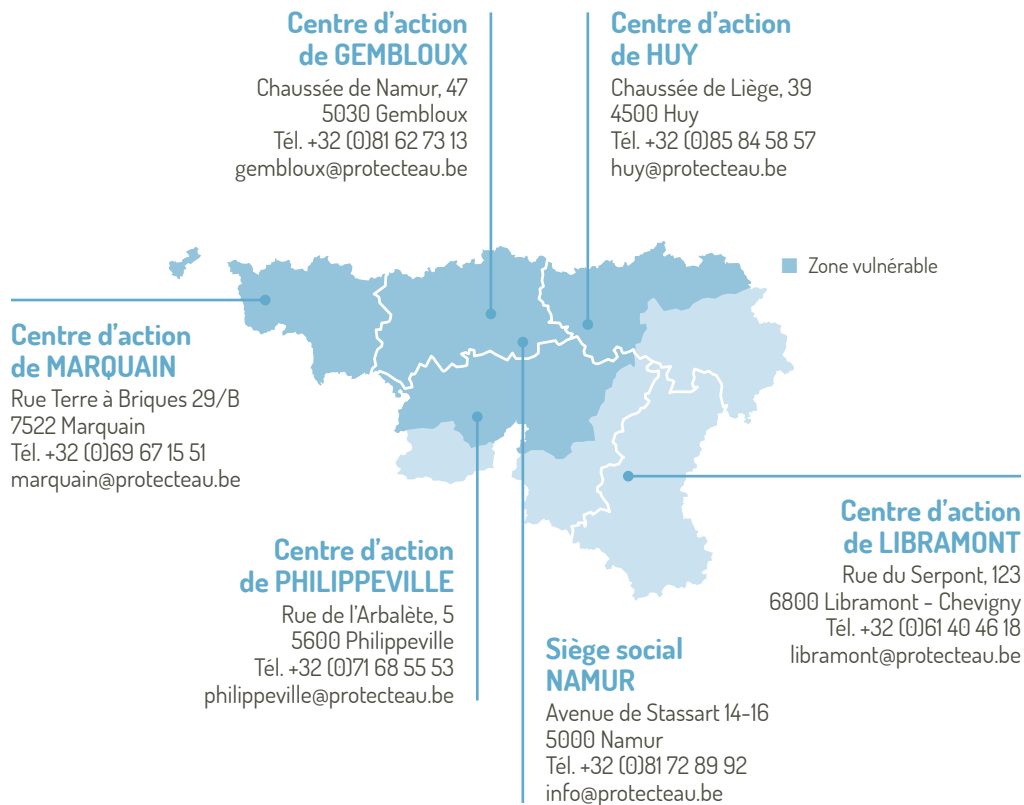 Centre d'action
de GEMBLOUX
Chaussée de Namur, 47
5030 Gembloux
Tél. +32 (0)81 62 73 13
gembloux@protecteau.be
Centre d'action
de HUY
Chaussée de Liège, 39
4500 Huy
Tél. +32 (0)85 84 58 57
huy@protecteau.be
Zone vulnérable
Centre d'action
de MARQUAIN
Rue Terre à Briques 29/B
7522 Marquain
Tél. +32 (0)69 67 15 51
marquain@protecteau.be
Centre d'action
de PHILIPPEVILLE
Rue de l'Arbalète, 5
5600 Philippeville
Tél. +32 (0)71 68 55 53
philippeville@protecteau.be
Siège social
NAMUR
Avenue de Stassart 14-16
5000 Namur
Tél. +32 (0)81 72 89 92
info@protecteau.be
Centre d'action
de LIBRAMONT
Rue du Serpont, 123
6800 Libramont - Chevigny
Tél. +32 (0)61 40 46 18
libramont@protecteau.be